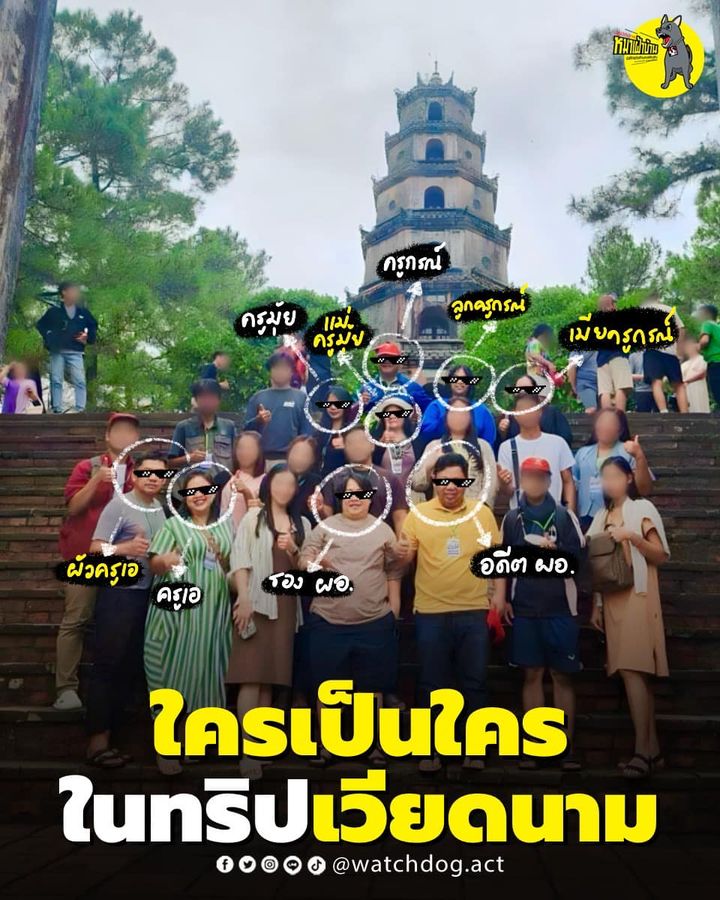 หมาเฝ้าบ้าน
ครูกรณ์
ลูกครูกรณ์
ครูมุ้ย
แม่
ครูมุ้ย
เมียครูกรณ์
ผัวครูเอ
ครูเอ
รอง ผอ.
อดีต ผอ.
ใครเป็นใคร
ในทริปเวียดนาม
@watchdog.act